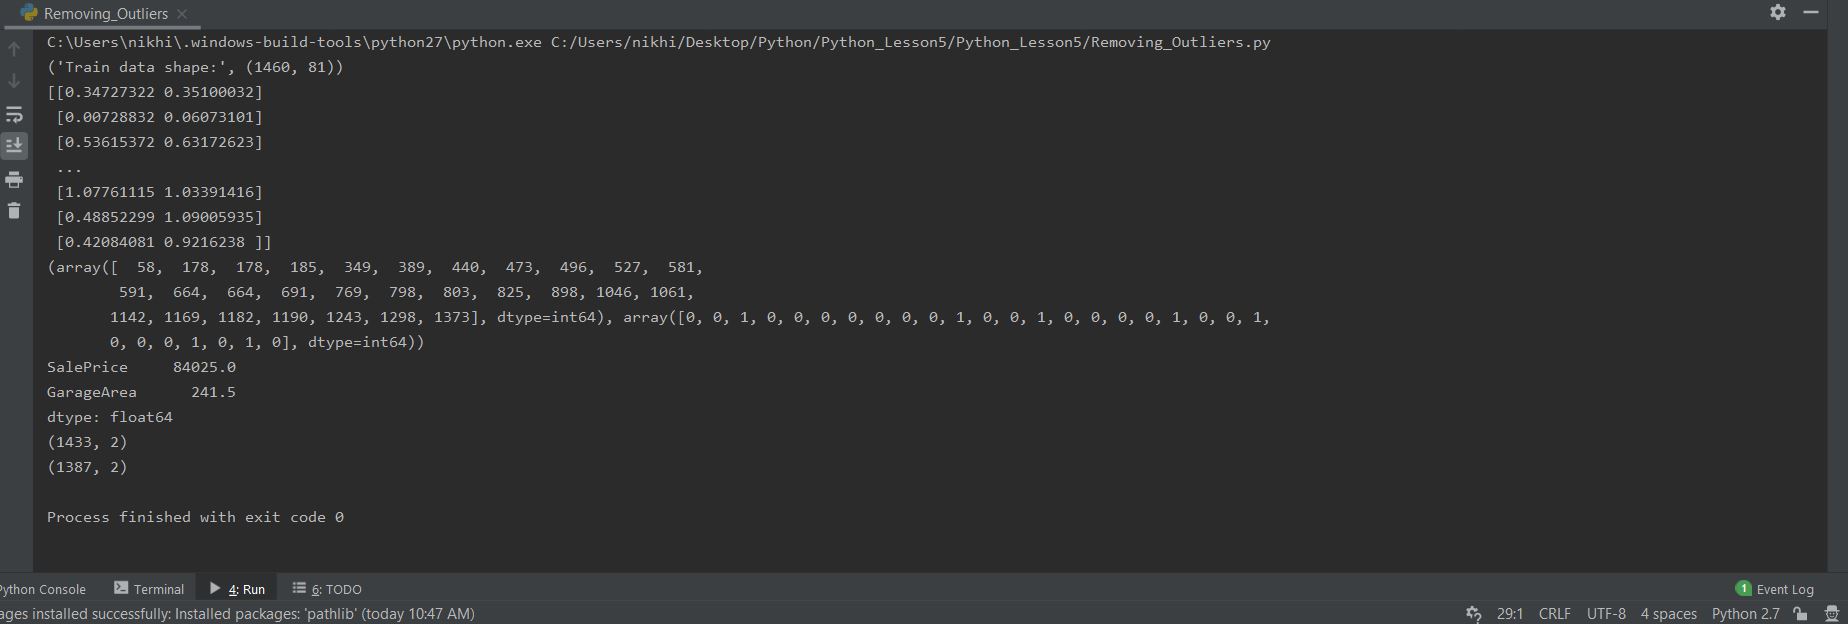 Removing_Outliers
C:\Users\nikhi\.windows-build-tools\python27\python.exe C:/Users/nikhi/Desktop/Python/Python_Lesson5/Python_Lesson5/Removing_Outliers.py
('Train data shape:', (1460, 81))
[[0.34727322 0.35100032]
 [0.00728832 0.06073101]
 [0.53615372 0.63172623]
 ...
 [1.07761115 1.03391416]
 [0.48852299 1.09005935]
 [0.42084081 0.9216238 ]]
(array([  58,  178,  178,  185,  349,  389,  440,  473,  496,  527,  581,
        591,  664,  664,  691,  769,  798,  803,  825,  898, 1046, 1061,
       1142, 1169, 1182, 1190, 1243, 1298, 1373], dtype=int64), array([0, 0, 1, 0, 0, 0, 0, 0, 0, 0, 1, 0, 0, 1, 0, 0, 0, 0, 1, 0, 0, 1,
       0, 0, 0, 1, 0, 1, 0], dtype=int64))
SalePrice     84025.0
GarageArea      241.5
dtype: float64
(1433, 2)
(1387, 2)
Process finished with exit code 0
ython Console Terminal 4: Run 6: TODO 1 Event Log
ages installed successfully: Installed packages: 'pathlib' (today 10:47 AM) 29:1 CRLF UTF-8 4 spaces Python 2.7